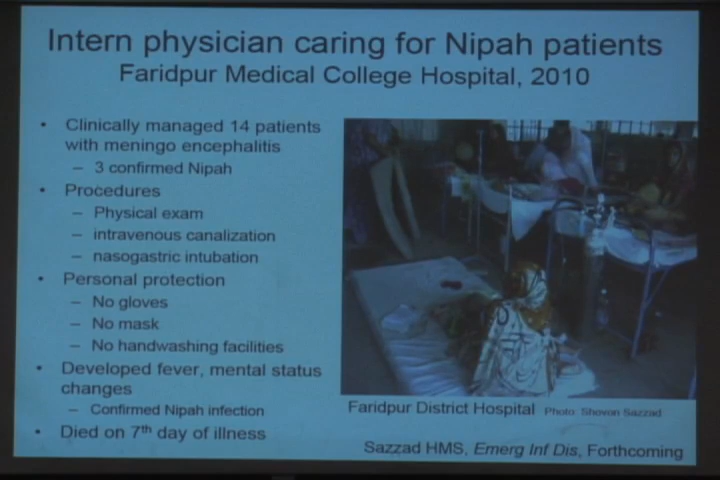 Intern physician caring for Nipah patients
Faridpur Medical College Hospital, 2010
• Clinically managed 14 patients
with meningo encephalitis
– 3 confirmed Nipah
• Procedures
– Physical exam
– intravenous canalization
– nasogastric intubation
• Personal protection
– No gloves
– No mask
– No handwashing facilities
• Developed fever, mental status
changes
– Confirmed Nipah infection
• Died on 7th day of illness
Faridpur District Hospital Photo: Shovon Sazzad
Sazzad HMS, Emerg Inf Dis, Forthcoming